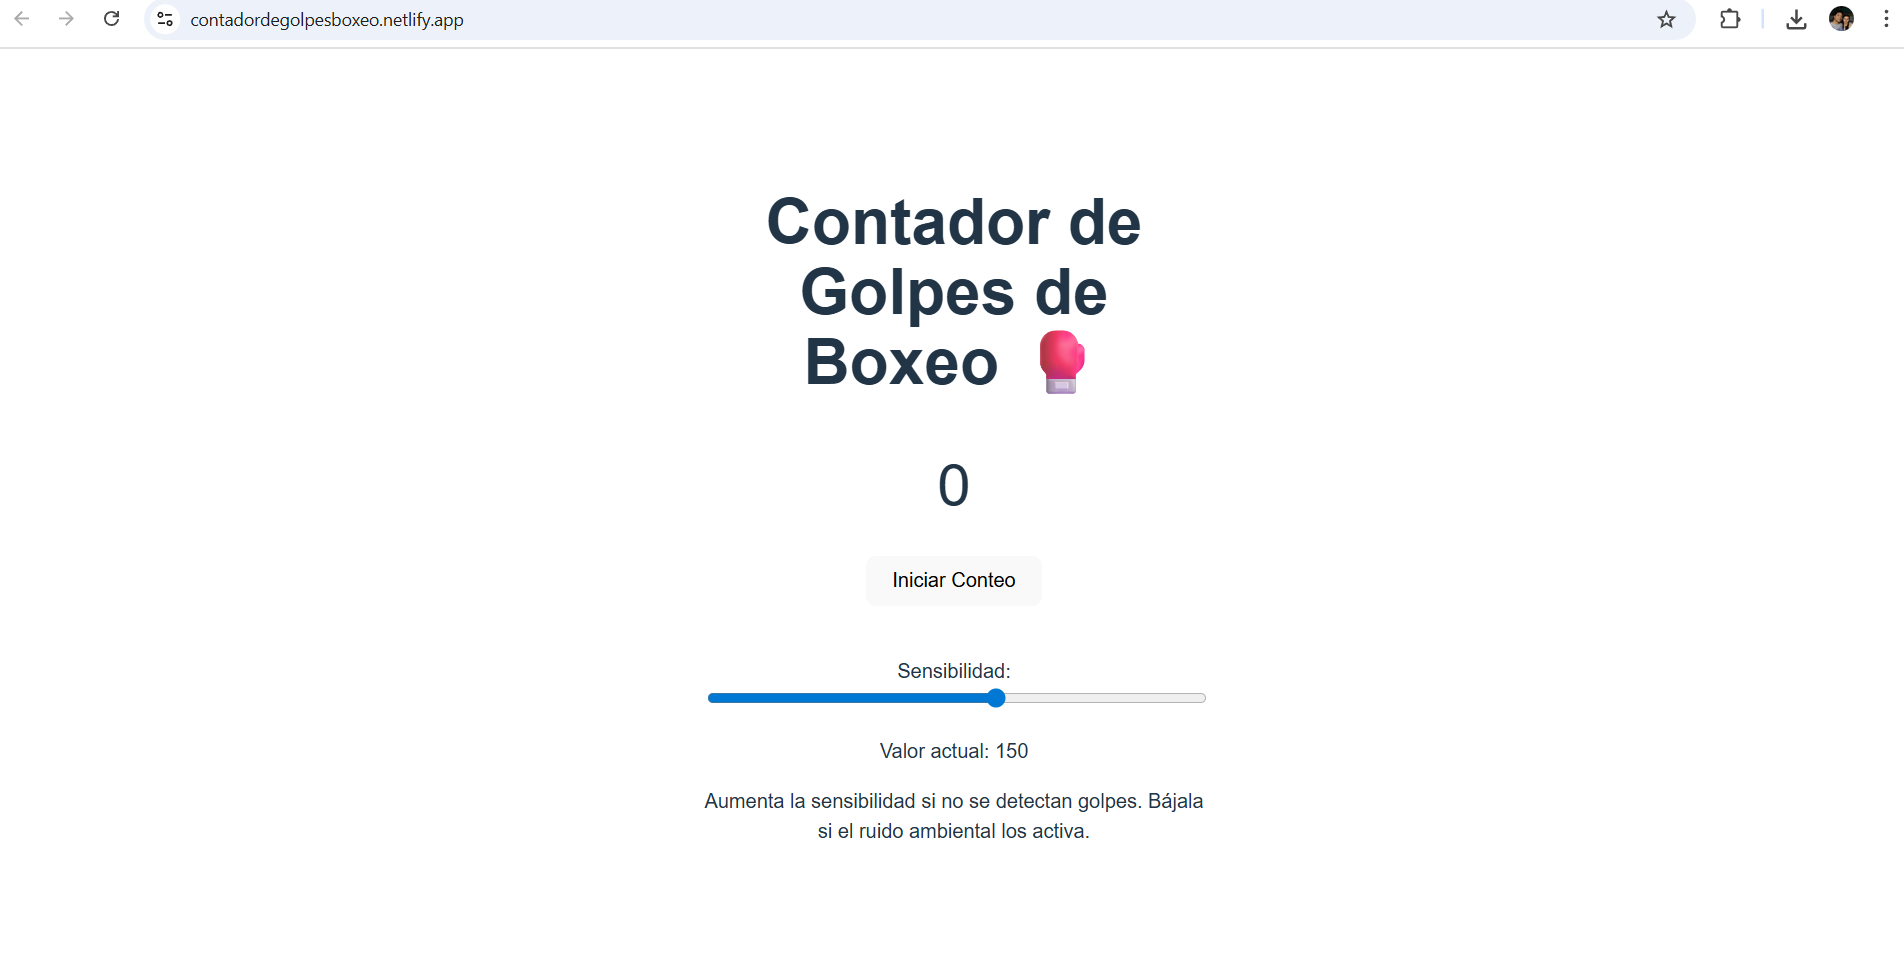 contadordegolpesboxeo.netlify.app
Contador de
Golpes de
Boxeo 🥊
0
Iniciar Conteo
Sensibilidad:
Valor actual: 150
Aumenta la sensibilidad si no se detectan golpes. Bájala
si el ruido ambiental los activa.